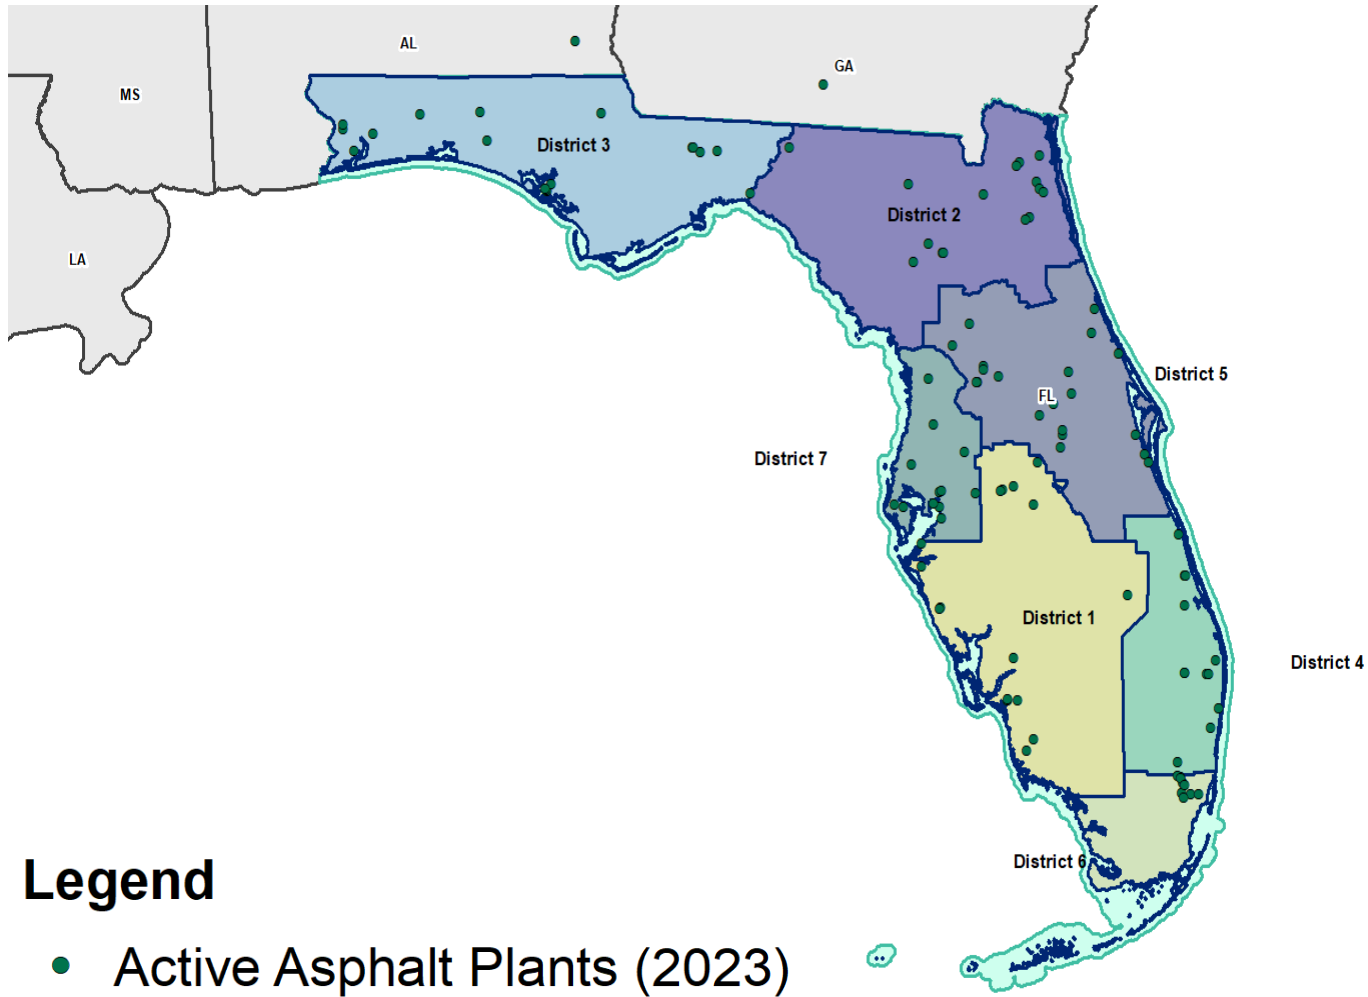 AL
GA
MS
District 3
District 2
LA
District 5
FL
District 7
District 1
District 4
District 6
Legend
Active Asphalt Plants (2023)